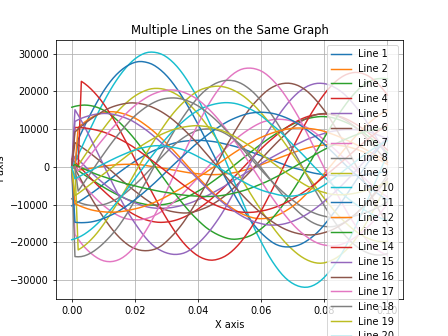 Multiple Lines on the Same Graph
30000
20000
10000
0
-10000
-20000
-30000
0.00
0.02
0.04
0.06
0.08
X axis
Line 1
Line 2
Line 3
Line 4
Line 5
Line 6
Line 7
Line 8
Line 9
Line 10
Line 11
Line 12
Line 13
Line 14
Line 15
Line 16
Line 17
Line 18
Line 19
Line 20